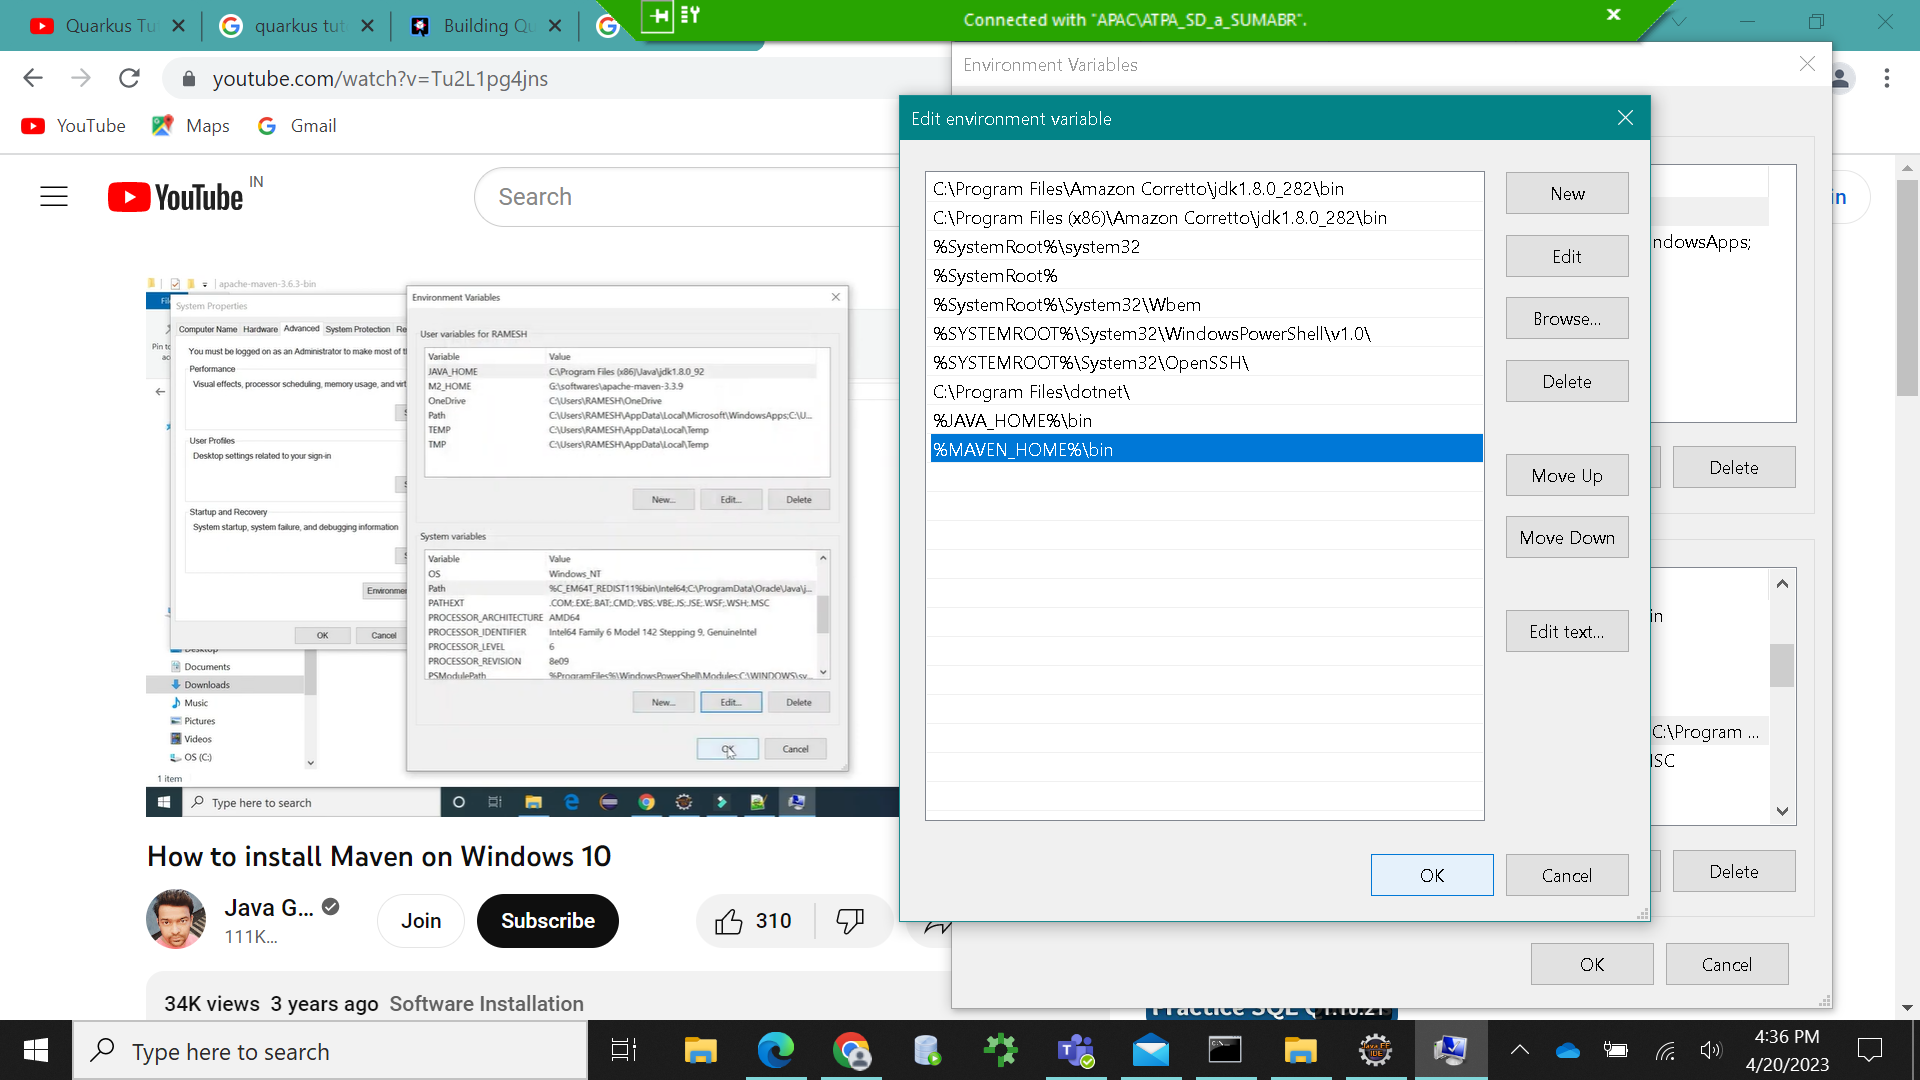 Quarkus Tu
quarkus tut
Building Qu
Connected with "APAC\ATPA_SD_a_SUMABR".
youtube.com/watch?v=Tu2L1pg4jns
YouTube
Maps
Gmail
YouTube
IN
Search
apache-maven-3.6.3-bin
System Properties
Computer Name
Hardware
Advanced
System Protection
Re
You must be logged on as an Administrator to make most of t
Performance
Visual effects, processor scheduling, memory usage, and virt
User Profiles
Desktop settings related to your sign-in
Startup and Recovery
System startup, system failure, and debugging information
Environme
OK
Cancel
Desktop
Documents
Downloads
Music
Pictures
Videos
OS (C:)
1 item
Environment Variables
User variables for RAMESH
Variable Value
JAVA_HOME C:\Program Files (x86)\Java\jdk1.8.0_92
M2_HOME G:\softwares\apache-maven-3.3.9
OneDrive C:\Users\RAMESH\OneDrive
Path C:\Users\RAMESH\AppData\Local\Microsoft\WindowsApps;C:\U...
TEMP C:\Users\RAMESH\AppData\Local\Temp
TMP C:\Users\RAMESH\AppData\Local\Temp
New...
Edit...
Delete
System variables
Variable Value
OS Windows_NT
Path %C_EM64T_REDIST11%bin\Intel64;C:\ProgramData\Oracle\Java\j...
PATHEXT .COM;.EXE;.BAT;.CMD;.VBS;.VBE;.JS;.JSE;.WSF;.WSH;.MSC
PROCESSOR_ARCHITECTURE AMD64
PROCESSOR_IDENTIFIER Intel64 Family 6 Model 142 Stepping 9, GenuineIntel
PROCESSOR_LEVEL 6
PROCESSOR_REVISION 8e09
PSModulePath %ProgramFiles%\WindowsPowerShell\Modules;C:\WINDOWS\sy...
New...
Edit...
Delete
OK
Cancel
Type here to search
How to install Maven on Windows 10
Java G...
111K...
Join
Subscribe
310
34K views 3 years ago Software Installation
Environment Variables
Edit environment variable
C:\Program Files\Amazon Corretto\jdk1.8.0_282\bin
C:\Program Files (x86)\Amazon Corretto\jdk1.8.0_282\bin
%SystemRoot%\system32
%SystemRoot%
%SystemRoot%\System32\Wbem
%SYSTEMROOT%\System32\WindowsPowerShell\v1.0\
%SYSTEMROOT%\System32\OpenSSH\
C:\Program Files\dotnet\
%JAVA_HOME%\bin
%MAVEN_HOME%\bin
New
Edit
Browse...
Delete
Move Up
Move Down
Edit text...
OK
Cancel
in
ndowsApps;
Delete
in
C:\Program ...
SC
Delete
OK
Cancel
1:10:21
Type here to search
4:36 PM
4/20/2023